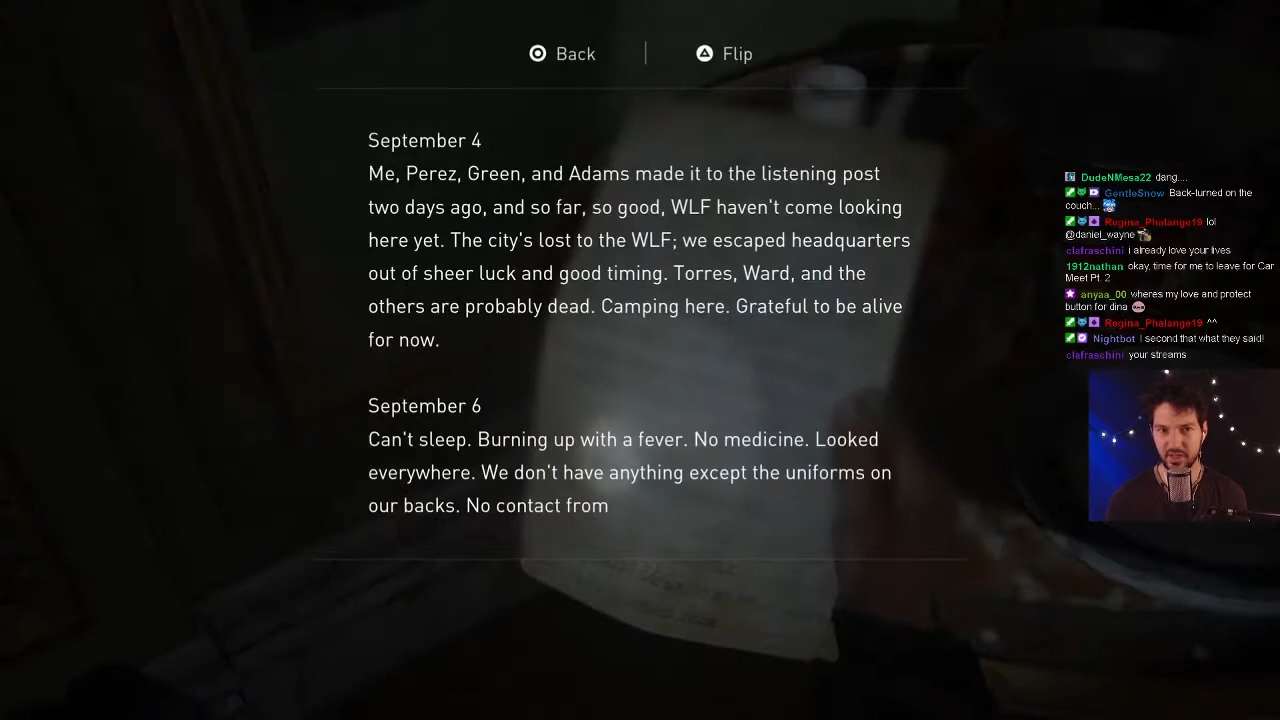 Back
Flip
September 4
Me, Perez, Green, and Adams made it to the listening post
two days ago, and so far, so good, WLF haven't come looking
here yet. The city's lost to the WLF; we escaped headquarters
out of sheer luck and good timing. Torres, Ward, and the
others are probably dead. Camping here. Grateful to be alive
for now.
September 6
Can't sleep. Burning up with a fever. No medicine. Looked
everywhere. We don't have anything except the uniforms on
our backs. No contact from
DudeNMesa22 dang....
GentleSnow Back-turned on the
couch...
Regina_Phalange19 lol
@daniel_wayne
clafraschini i already love your lives
1912nathan okay, time for me to leave for Car
Meet Pt. 2
anyaa_00 wheres my love and protect
button for dina
Regina_Phalange19 ^^
Nightbot I second that what they said!
clafraschini your streams